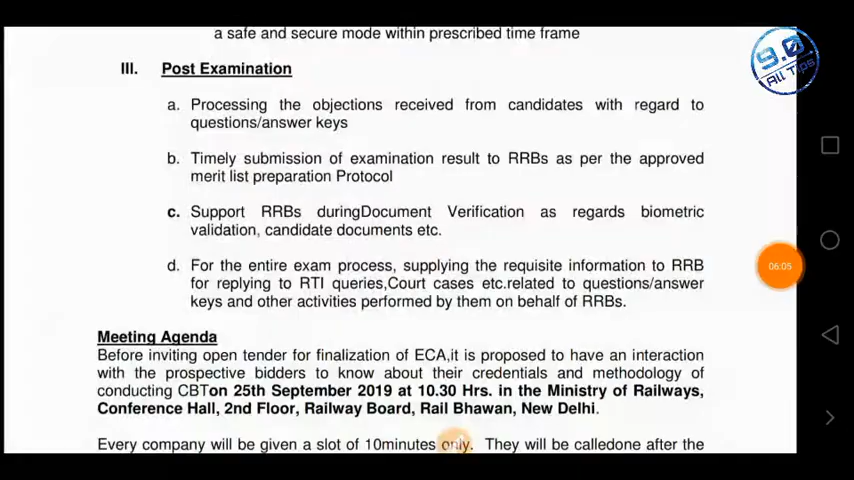 a safe and secure mode within prescribed time frame
III. Post Examination
a. Processing the objections received from candidates with regard to
questions/answer keys
b. Timely submission of examination result to RRBs as per the approved
merit list preparation Protocol
c. Support RRBs duringDocument Verification as regards biometric
validation, candidate documents etc.
d. For the entire exam process, supplying the requisite information to RRB
for replying to RTI queries,Court cases etc.related to questions/answer
keys and other activities performed by them on behalf of RRBs.
Meeting Agenda
Before inviting open tender for finalization of ECA,it is proposed to have an interaction
with the prospective bidders to know about their credentials and methodology of
conducting CBTon 25th September 2019 at 10.30 Hrs. in the Ministry of Railways,
Conference Hall, 2nd Floor, Railway Board, Rail Bhawan, New Delhi.
Every company will be given a slot of 10minutes only. They will be calledone after the
9.0
All Tips
06:05